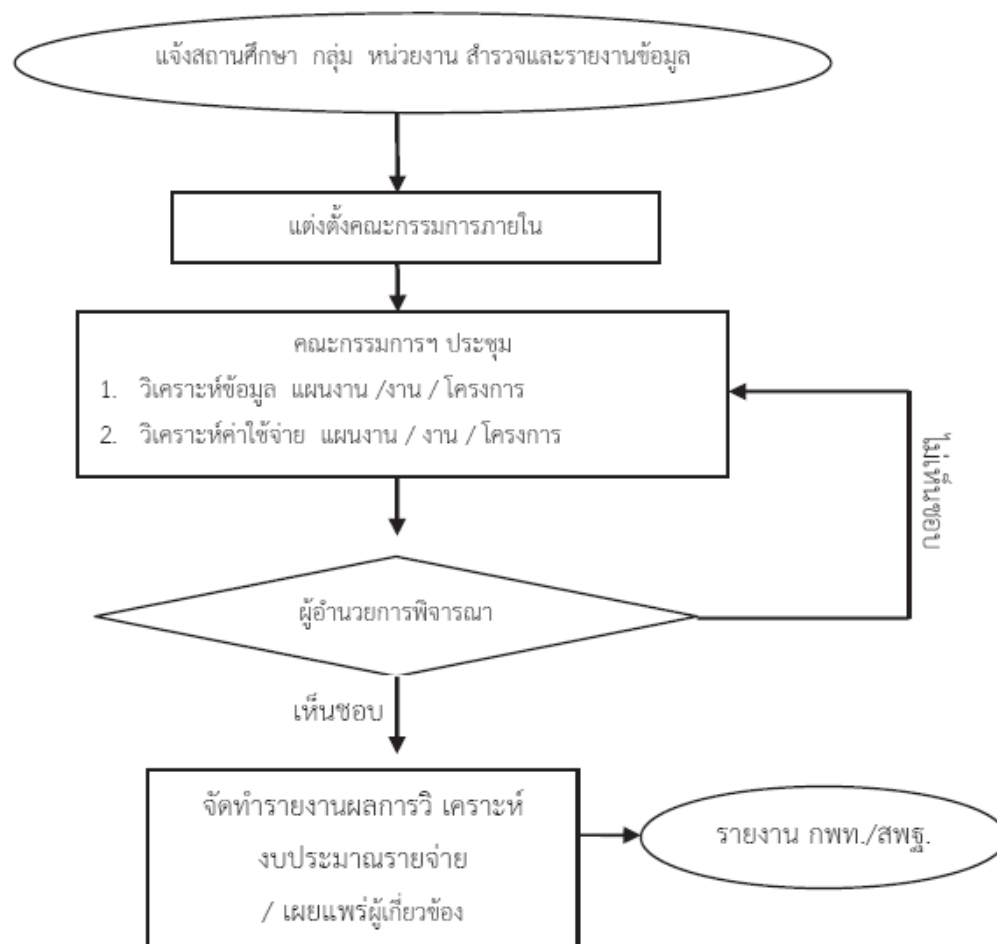 แจ้งสถานศึกษา กลุ่ม หน่วยงาน สำรวจและรายงานข้อมูล
แต่งตั้งคณะกรรมการภายใน
คณะกรรมการฯ ประชุม
1. วิเคราะห์ข้อมูล แผนงาน /งาน / โครงการ
2. วิเคราะห์ค่าใช้จ่าย แผนงาน / งาน / โครงการ
ไม่เห็นชอบ
ผู้อำนวยการพิจารณา
เห็นชอบ
จัดทำรายงานผลการวิ เคราะห์
งบประมาณรายจ่าย
/ เผยแพร่ผู้เกี่ยวข้อง
รายงาน กพท./สพฐ.